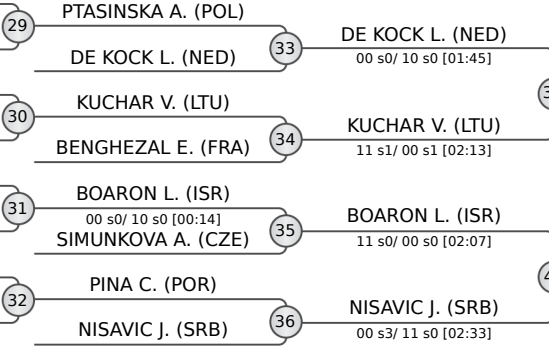 PTASINSKA A. (POL)
29
DE KOCK L. (NED)
33
DE KOCK L. (NED)
00 s0/ 10 s0 [01:45]
KUCHAR V. (LTU)
30
BENGHEZAL E. (FRA)
34
KUCHAR V. (LTU)
11 s1/ 00 s1 [02:13]
BOARON L. (ISR)
31
00 s0/ 10 s0 [00:14]
SIMUNKOVA A. (CZE)
35
BOARON L. (ISR)
11 s0/ 00 s0 [02:07]
PINA C. (POR)
32
NISAVIC J. (SRB)
36
NISAVIC J. (SRB)
00 s3/ 11 s0 [02:33]